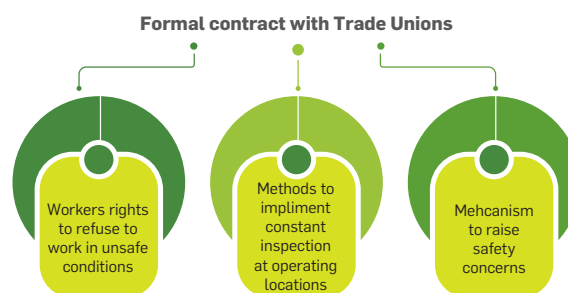 Formal contract with Trade Unions
Workers rights
to refuse to
work in unsafe
conditions
Methods to
impliment
constant
inspection
at operating
locations
Mehcanism
to raise
safety
concerns